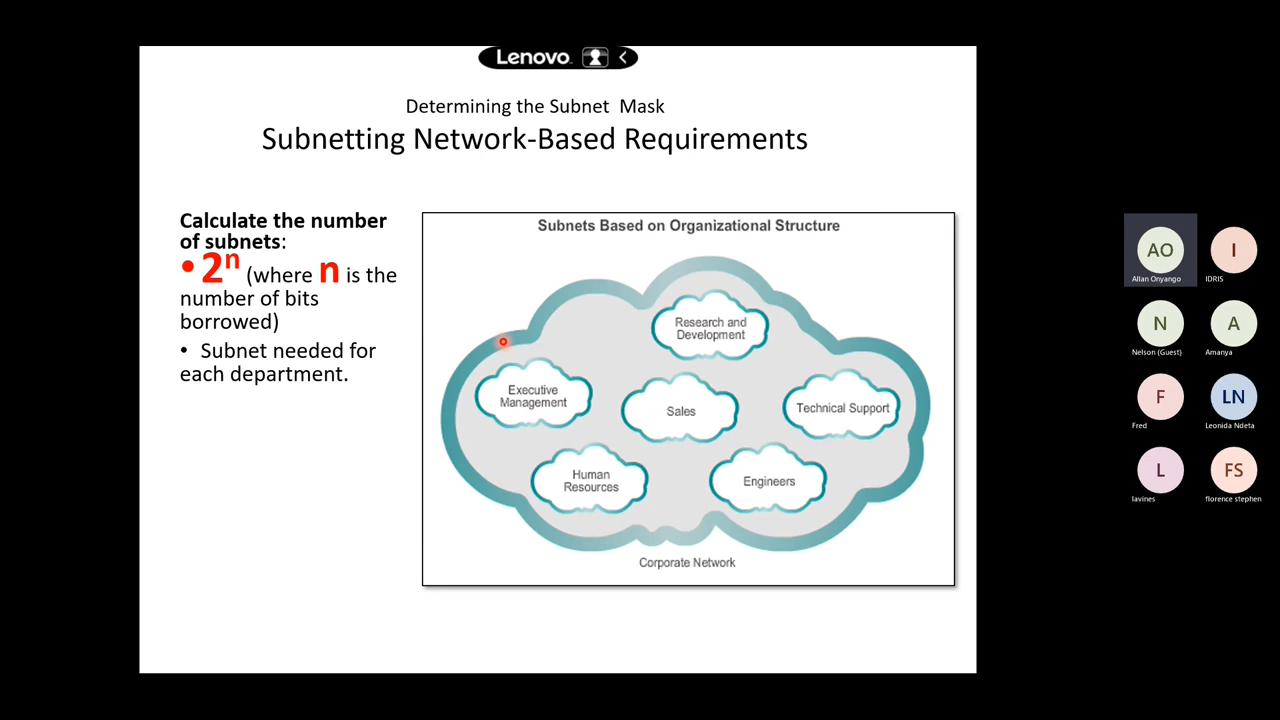 Lenovo
Determining the Subnet Mask
Subnetting Network-Based Requirements
Calculate the number
of subnets:
• 2ⁿ (where n is the
number of bits
borrowed)
• Subnet needed for
each department.
Subnets Based on Organizational Structure
Research and
Development
Executive
Management
Sales
Technical Support
Human
Resources
Engineers
Corporate Network
AO
Allan Onyango
I
IDRIS
N
Nelson (Guest)
A
Amanya
F
Fred
LN
Leonida Ndeta
L
lavines
FS
florence stephen